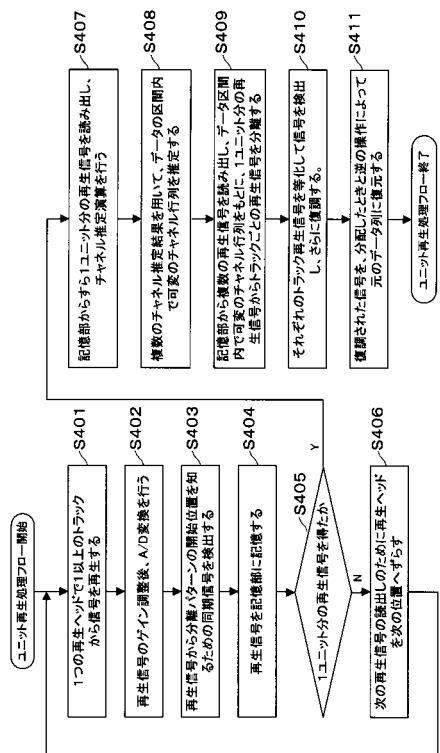 ユニット再生処理フロー開始
1つの再生ヘッドで1以上のトラック
から信号を再生する
S401
再生信号のゲイン調整後、A/D変換を行う
S402
再生信号から分離パターンの開始位置を知
るための同期信号を検出する
S403
再生信号を記憶部に記憶する
S404
1ユニット分の再生信号を得たか
S405
Y
N
次の再生信号の読出しのために再生ヘッド
を次の位置へずらす
S406
記憶部からすら1ユニット分の再生信号を読み出し、
チャネル推定演算を行う
S407
複数のチャネル推定結果を用いて、データの区間内
で可変のチャネル行列を推定する
S408
記憶部から複数の再生信号を読み出し、データ区間
内で可変のチャネル行列をもとに、1ユニット分の再
生信号からトラックごとの再生信号を分離する
S409
それぞれのトラック再生信号を等化して信号を検出
し、さらに復調する。
S410
復調された信号を、分配したときと逆の操作によって
元のデータ列に復元する
S411
ユニット再生処理フロー終了